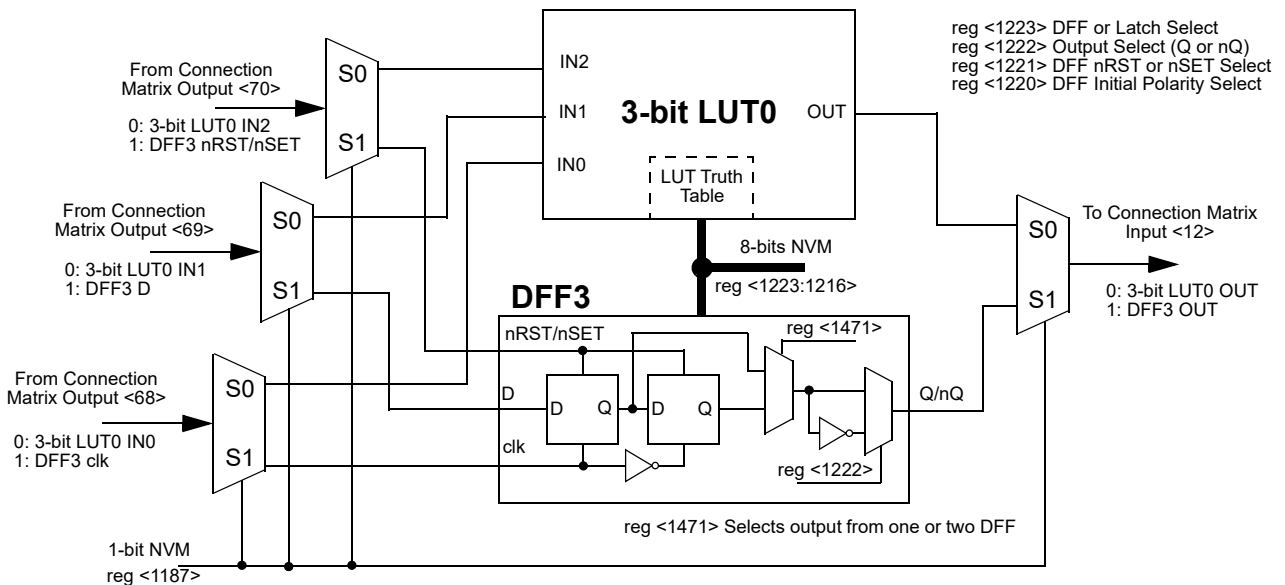 reg <1223> DFF or Latch Select
reg <1222> Output Select (Q or nQ)
reg <1221> DFF nRST or nSET Select
reg <1220> DFF Initial Polarity Select
From Connection
Matrix Output <70>
0: 3-bit LUT0 IN2
1: DFF3 nRST/nSET
S0
S1
IN2
IN1
IN0
3-bit LUT0
OUT
LUT Truth
Table
From Connection
Matrix Output <69>
0: 3-bit LUT0 IN1
1: DFF3 D
S0
S1
8-bits NVM
reg <1223:1216>
S0
S1
To Connection Matrix
Input <12>
0: 3-bit LUT0 OUT
1: DFF3 OUT
DFF3
nRST/nSET
reg <1471>
From Connection
Matrix Output <68>
0: 3-bit LUT0 IN0
1: DFF3 clk
S0
S1
D
D
Q
D
Q
Q/nQ
clk
reg <1222>
reg <1471> Selects output from one or two DFF
1-bit NVM
reg <1187>